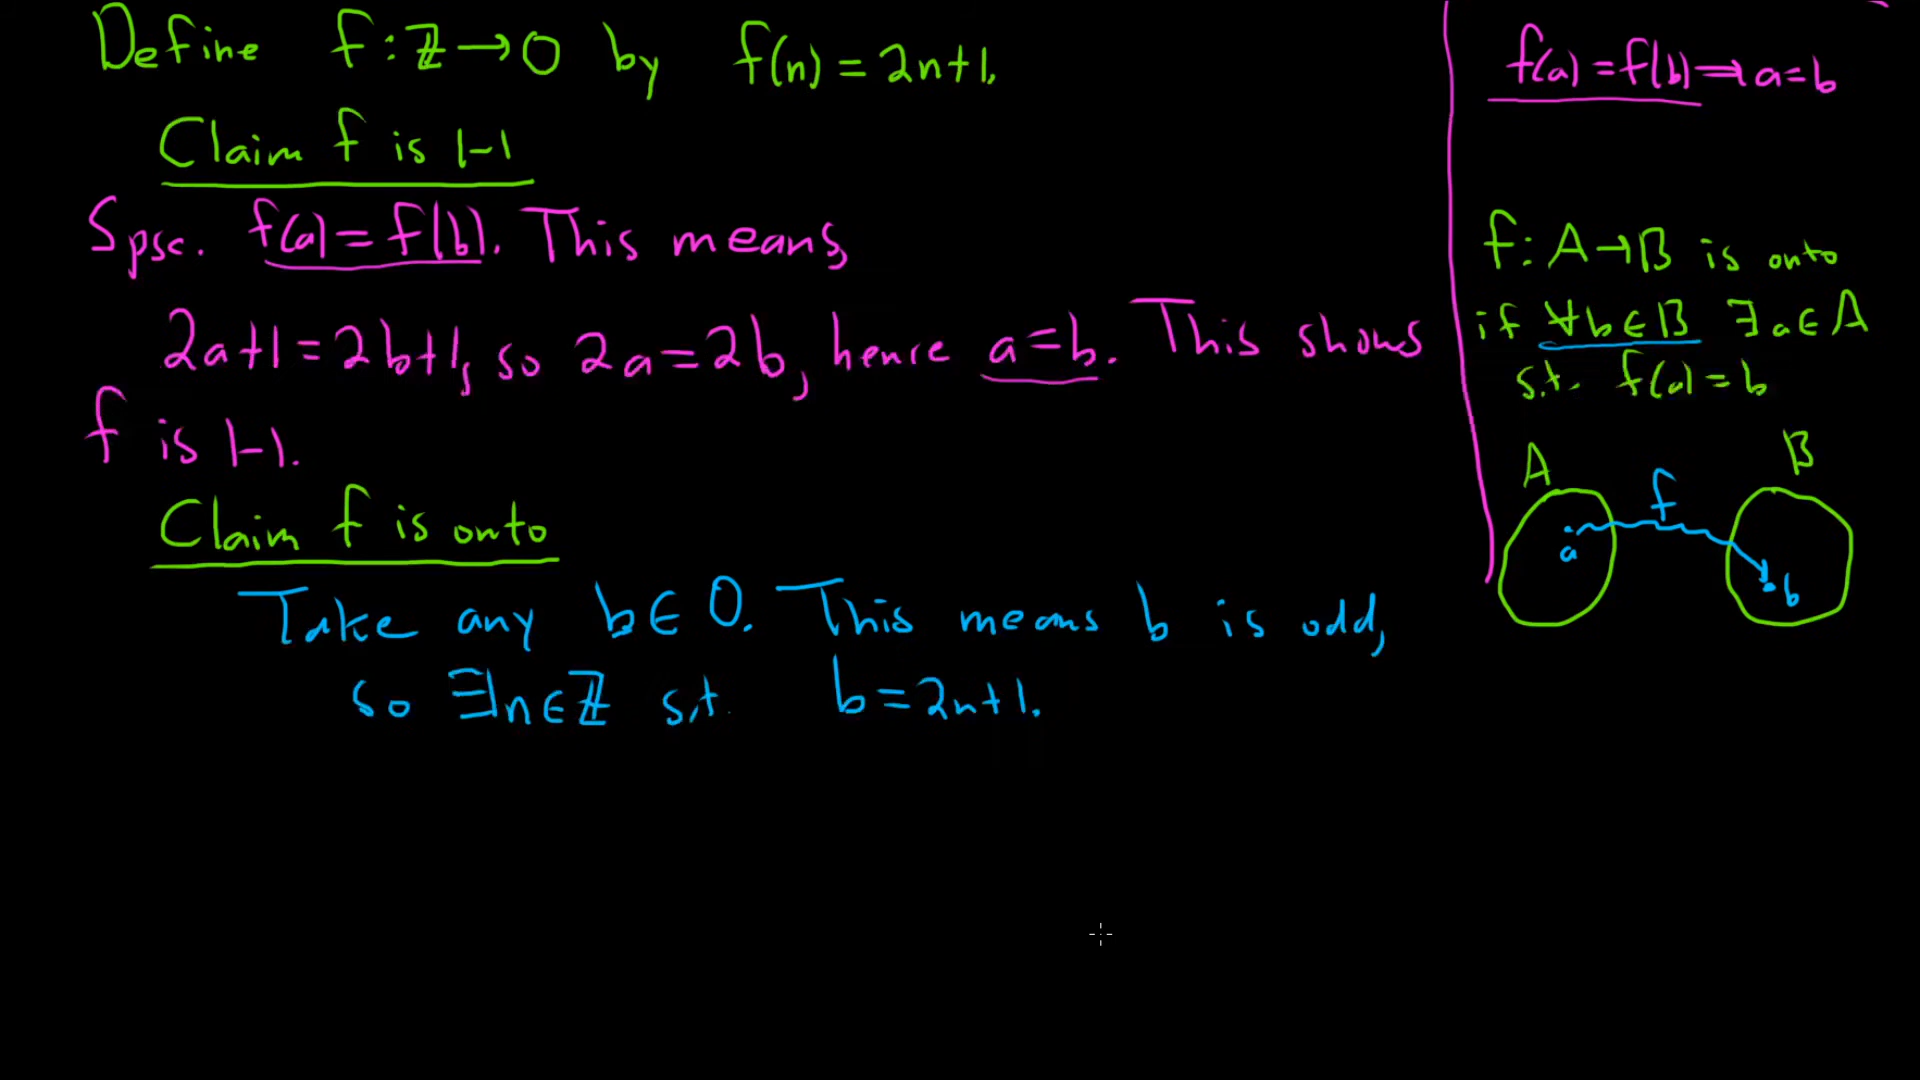 Define f: ℤ → O by f(n) = 2n+1.
Claim f is 1-1
Spse. f(a) = f(b). This means,
2a+1 = 2b+1, so 2a = 2b, hence a = b. This shows
f is 1-1.
Claim f is onto
Take any b ∈ O. This means b is odd,
so ∃n ∈ ℤ s.t. b = 2n+1.
f(a) = f(b) ⇒ a = b
f: A → B is onto
if ∀b ∈ B ∃a ∈ A
s.t. f(a) = b
A f B
a b